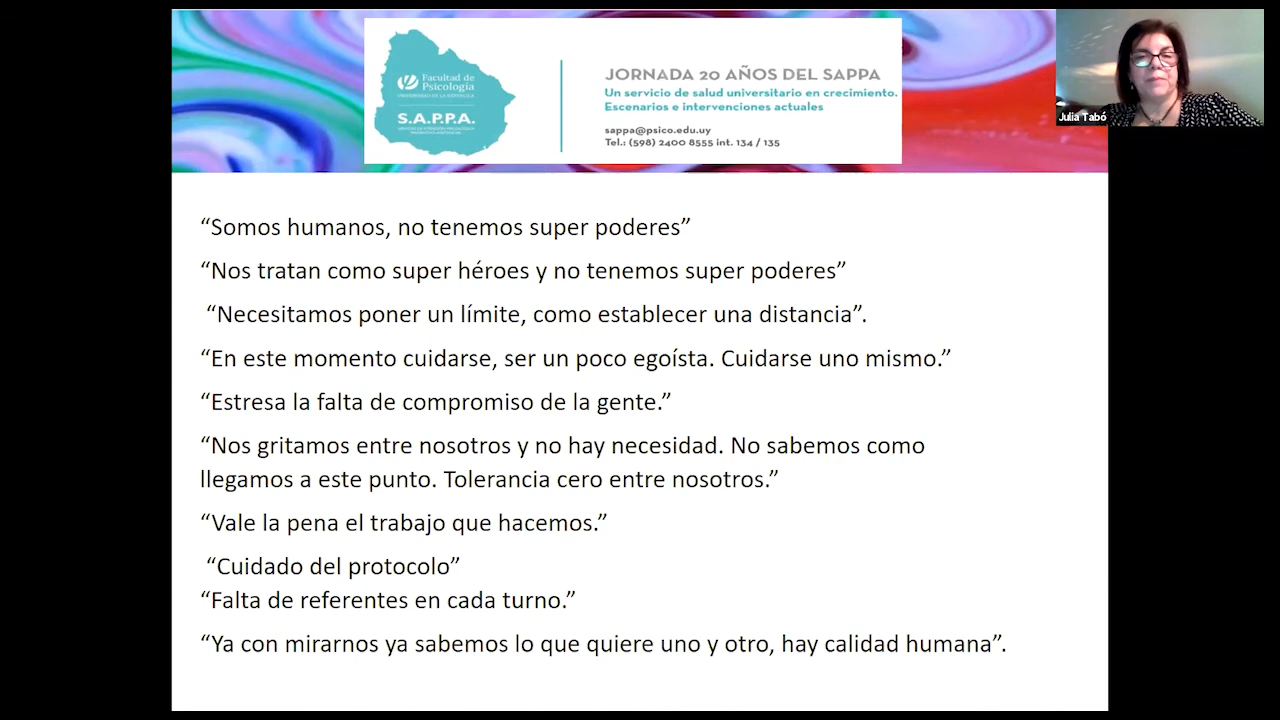 Facultad de
Psicología
UNIVERSIDAD DE LA REPÚBLICA
S.A.P.P.A.
JORNADA 20 AÑOS DEL SAPPA
Un servicio de salud universitario en crecimiento.
Escenarios e intervenciones actuales
sappa@psico.edu.uy
Tel.: (598) 2400 8555 int. 134 / 135
Julia Tabó
“Somos humanos, no tenemos super poderes”
“Nos tratan como super héroes y no tenemos super poderes”
“Necesitamos poner un límite, como establecer una distancia”.
“En este momento cuidarse, ser un poco egoísta. Cuidarse uno mismo.”
“Estresa la falta de compromiso de la gente.”
“Nos gritamos entre nosotros y no hay necesidad. No sabemos como
llegamos a este punto. Tolerancia cero entre nosotros.”
“Vale la pena el trabajo que hacemos.”
“Cuidado del protocolo”
“Falta de referentes en cada turno.”
“Ya con mirarnos ya sabemos lo que quiere uno y otro, hay calidad humana”.